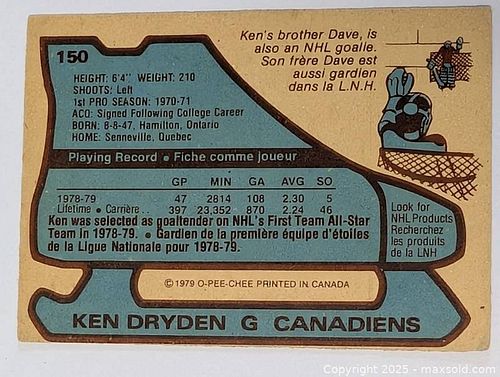 150
Ken's brother Dave, is
also an NHL goalie.
Son frère Dave est
aussi gardien
dans la L.N.H.
HEIGHT: 6'4" WEIGHT: 210
SHOOTS: Left
1st PRO SEASON: 1970-71
ACQ: Signed Following College Career
BORN: 8-8-47, Hamilton, Ontario
HOME: Senneville, Quebec
Playing Record • Fiche comme joueur
GP MIN GA AVG SO
1978-79 47 2814 108 2.30 5
Lifetime • Carrière.. 397 23,352 870 2.24 46
Ken was selected as
goaltender on NHL's First Team All-Star
Team in 1978-79. • Gardien de la première équipe d'étoiles
de la Ligue Nationale pour 1978-79.
Look for
NHL Products
Recherchez
les produits
de la LNH
© 1979 O-PEE-CHEE PRINTED IN CANADA
KEN DRYDEN G CANADIENS
Copyright 2025 - maxsold.com